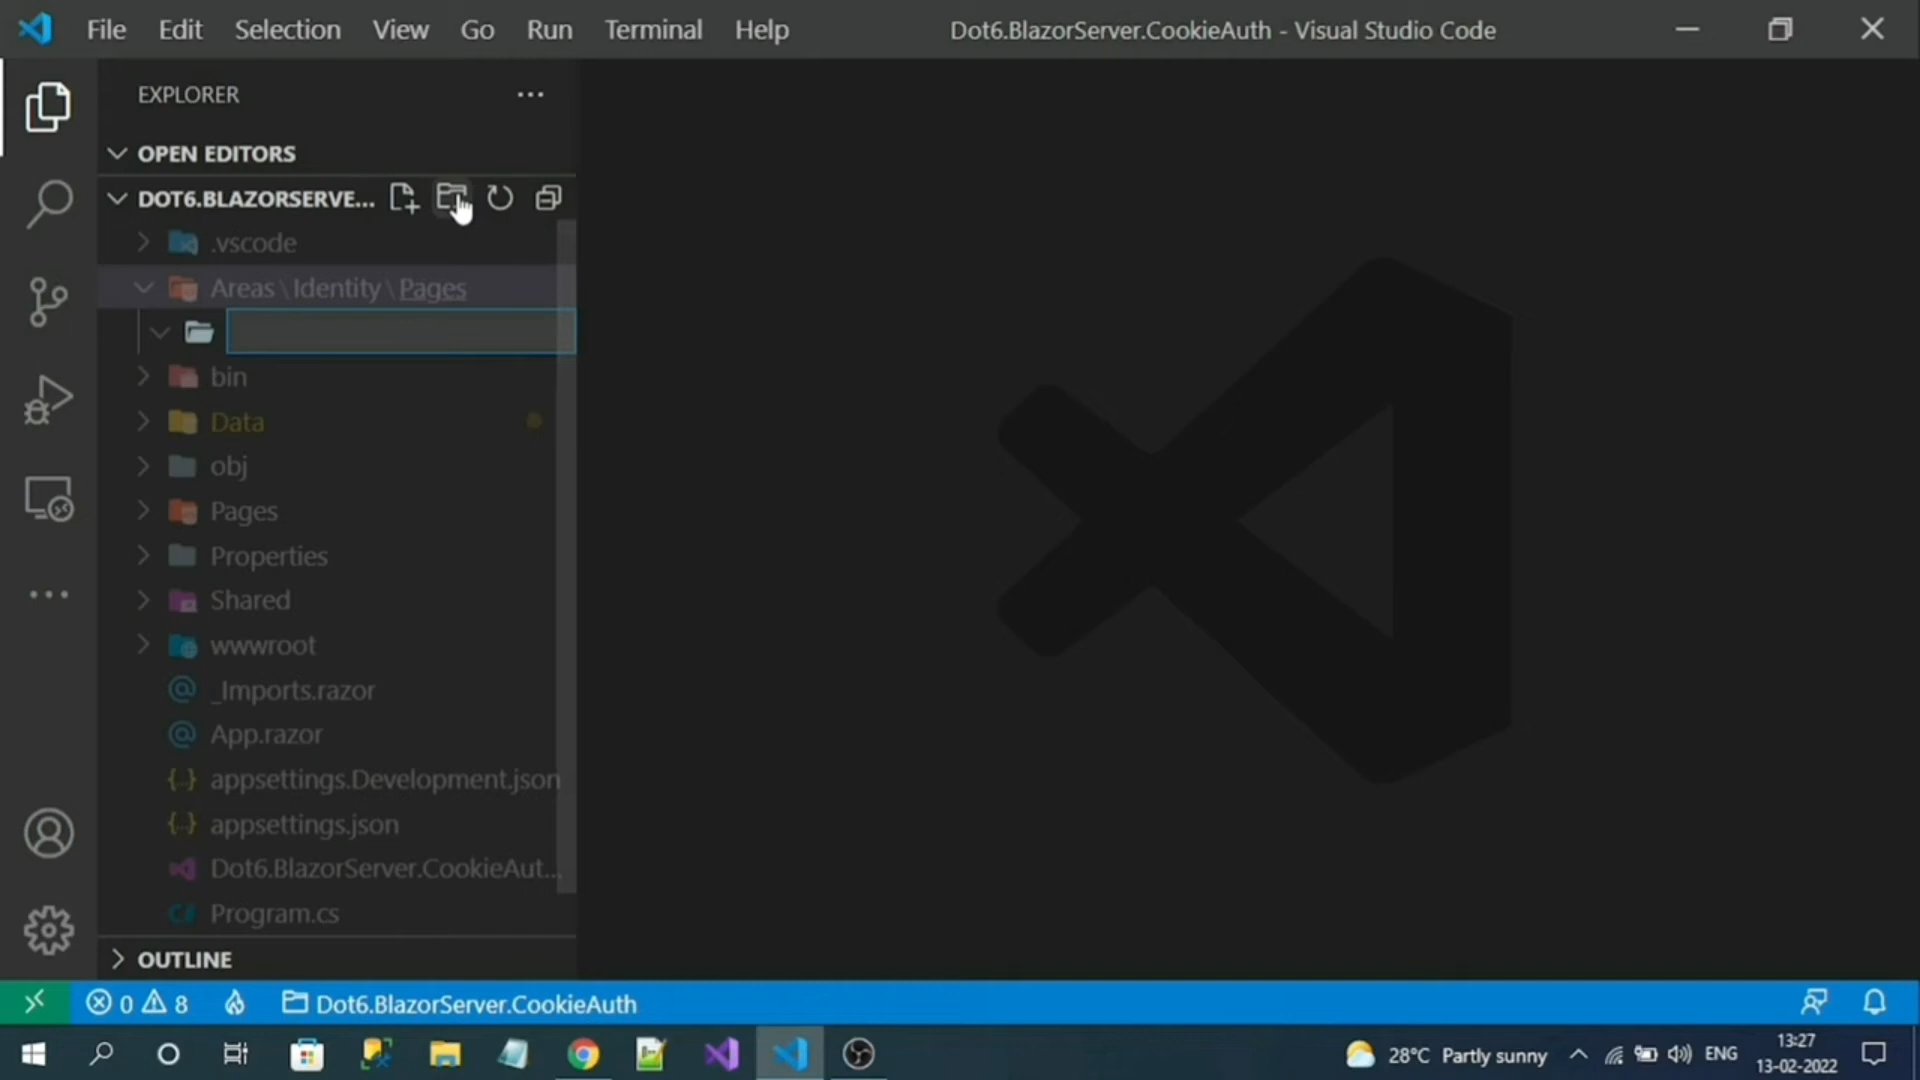 File Edit Selection View Go Run Terminal Help
Dot6.BlazorServer.CookieAuth - Visual Studio Code
EXPLORER
OPEN EDITORS
DOT6.BLAZORSERVE...
.vscode
Areas \ Identity \ Pages
bin
Data
obj
Pages
Properties
Shared
wwwroot
_Imports.razor
App.razor
appsettings.Development.json
appsettings.json
Dot6.BlazorServer.CookieAut...
Program.cs
OUTLINE
0 8 Dot6.BlazorServer.CookieAuth
28°C Partly sunny ENG 13:27
13-02-2022